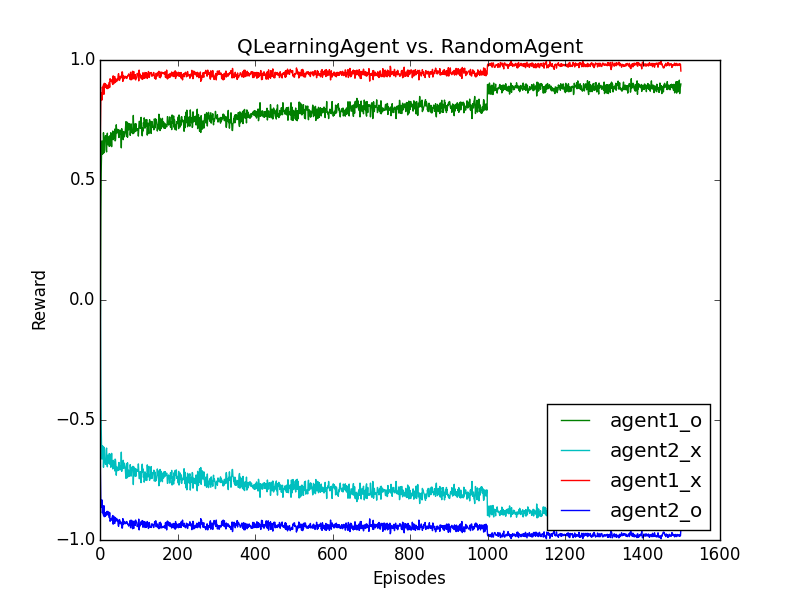 QLearningAgent vs. RandomAgent
1.0
0.5
0.0
−0.5
−1.0
Reward
agent1_o
agent2_x
agent1_x
agent2_o
0 200 400 600 800 1000 1200 1400 1600
Episodes